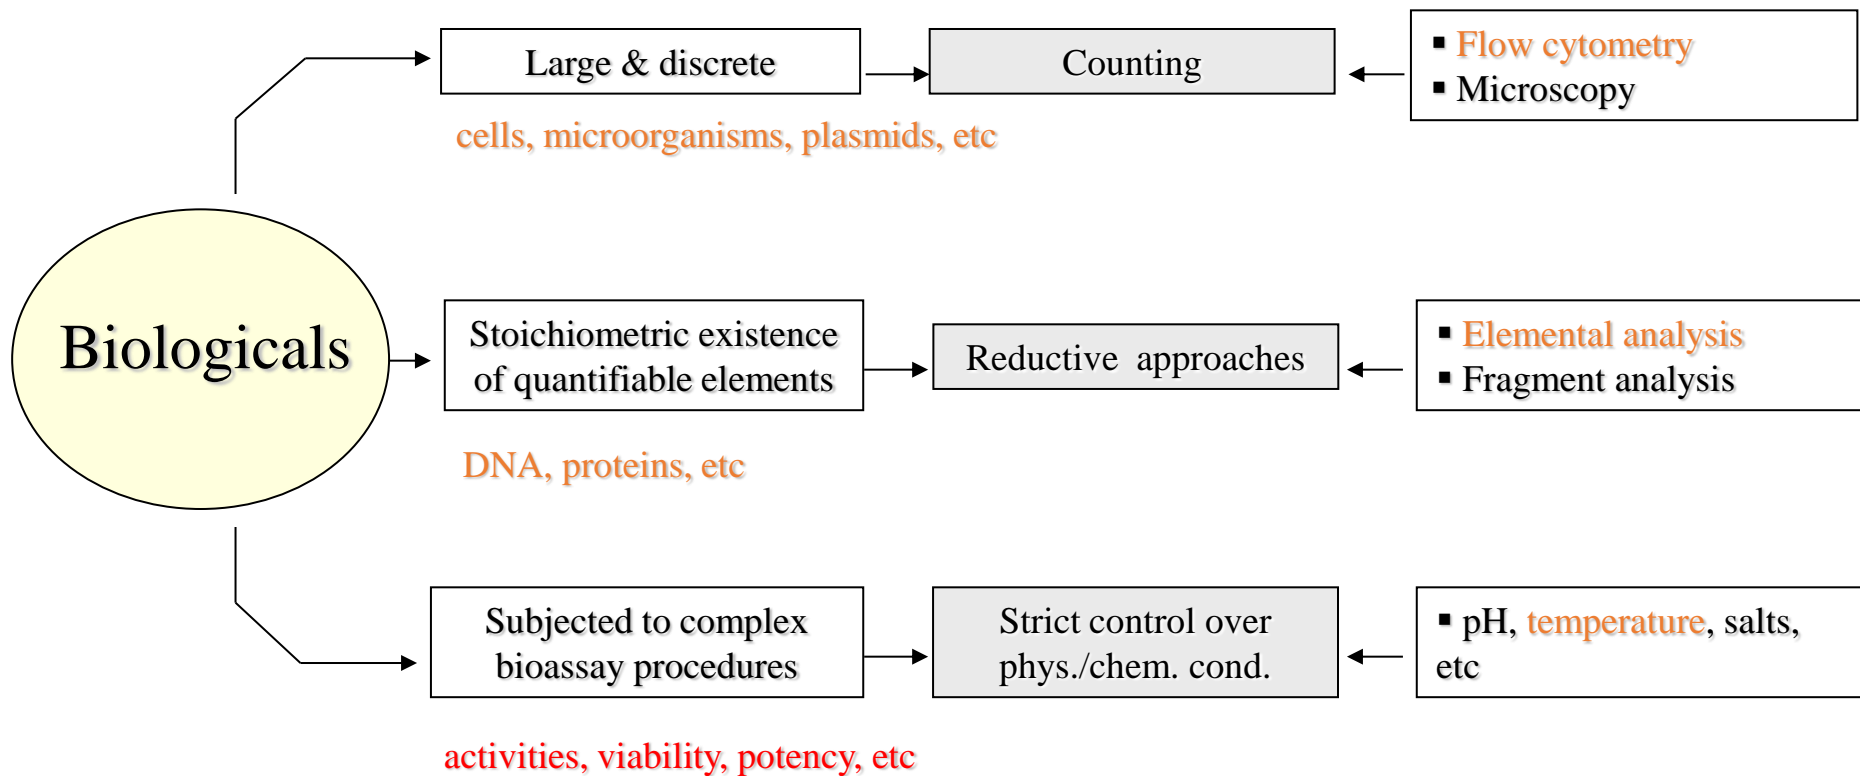 Large & discrete
Counting
▪ Flow cytometry
▪ Microscopy
cells, microorganisms, plasmids, etc
Biologicals
Stoichiometric existence
of quantifiable elements
Reductive approaches
▪ Elemental analysis
▪ Fragment analysis
DNA, proteins, etc
Subjected to complex
bioassay procedures
Strict control over
phys./chem. cond.
▪ pH, temperature, salts,
etc
activities, viability, potency, etc